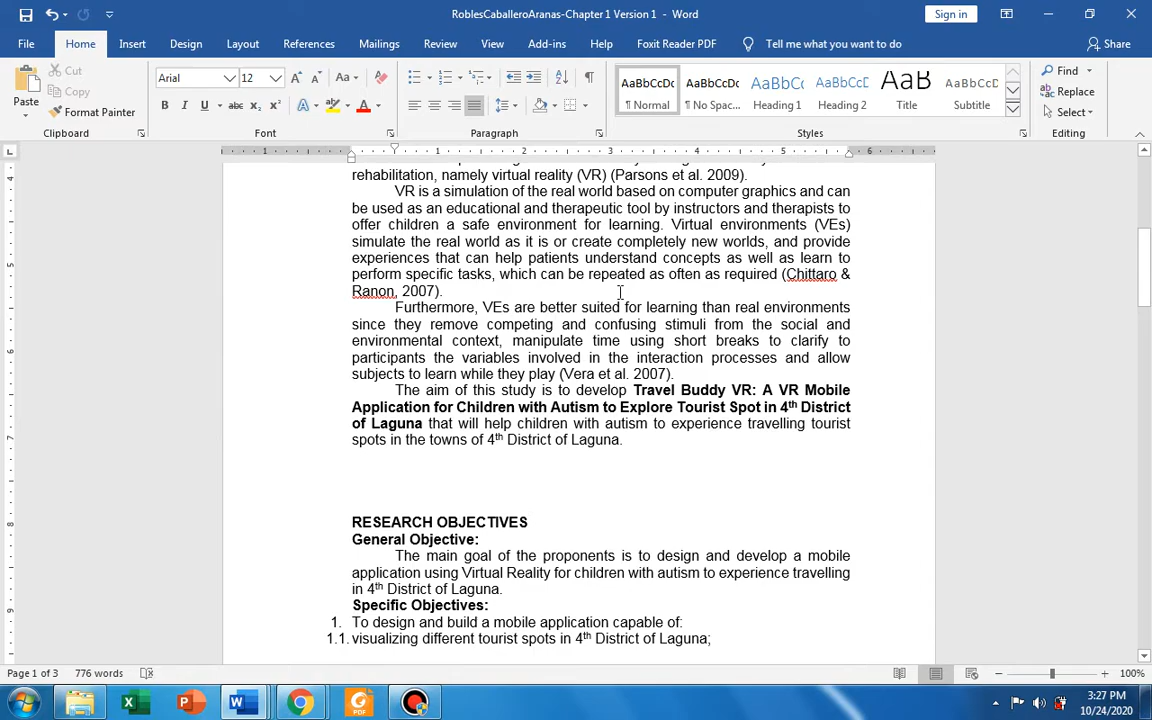 RoblesCaballeroAranas-Chapter 1 Version 1 - Word
Sign in
File Home Insert Design Layout References Mailings Review View Add-ins Help Foxit Reader PDF Tell me what you want to do Share
Paste
Cut
Copy
Format Painter
Clipboard
Arial 12
Font
Paragraph
AaBbCcDc ¶ Normal
AaBbCcDc ¶ No Spac...
AaBbCc Heading 1
AaBbCcD Heading 2
AaB Title
AaBbCcD Subtitle
Styles
Find
Replace
Select
Editing
rehabilitation, namely virtual reality (VR) (Parsons et al. 2009).
VR is a simulation of the real world based on computer graphics and can
be used as an educational and therapeutic tool by instructors and therapists to
offer children a safe environment for learning. Virtual environments (VEs)
simulate the real world as it is or create completely new worlds, and provide
experiences that can help patients understand concepts as well as learn to
perform specific tasks, which can be repeated as often as required (Chittaro &
Ranon, 2007).
Furthermore, VEs are better suited for learning than real environments
since they remove competing and confusing stimuli from the social and
environmental context, manipulate time using short breaks to clarify to
participants the variables involved in the interaction processes and allow
subjects to learn while they play (Vera et al. 2007).
The aim of this study is to develop Travel Buddy VR: A VR Mobile
Application for Children with Autism to Explore Tourist Spot in 4th District
of Laguna that will help children with autism to experience travelling tourist
spots in the towns of 4th District of Laguna.
RESEARCH OBJECTIVES
General Objective:
The main goal of the proponents is to design and develop a mobile
application using Virtual Reality for children with autism to experience travelling
in 4th District of Laguna.
Specific Objectives:
1. To design and build a mobile application capable of:
1.1. visualizing different tourist spots in 4th District of Laguna;
Page 1 of 3 776 words 100%
3:27 PM
10/24/2020